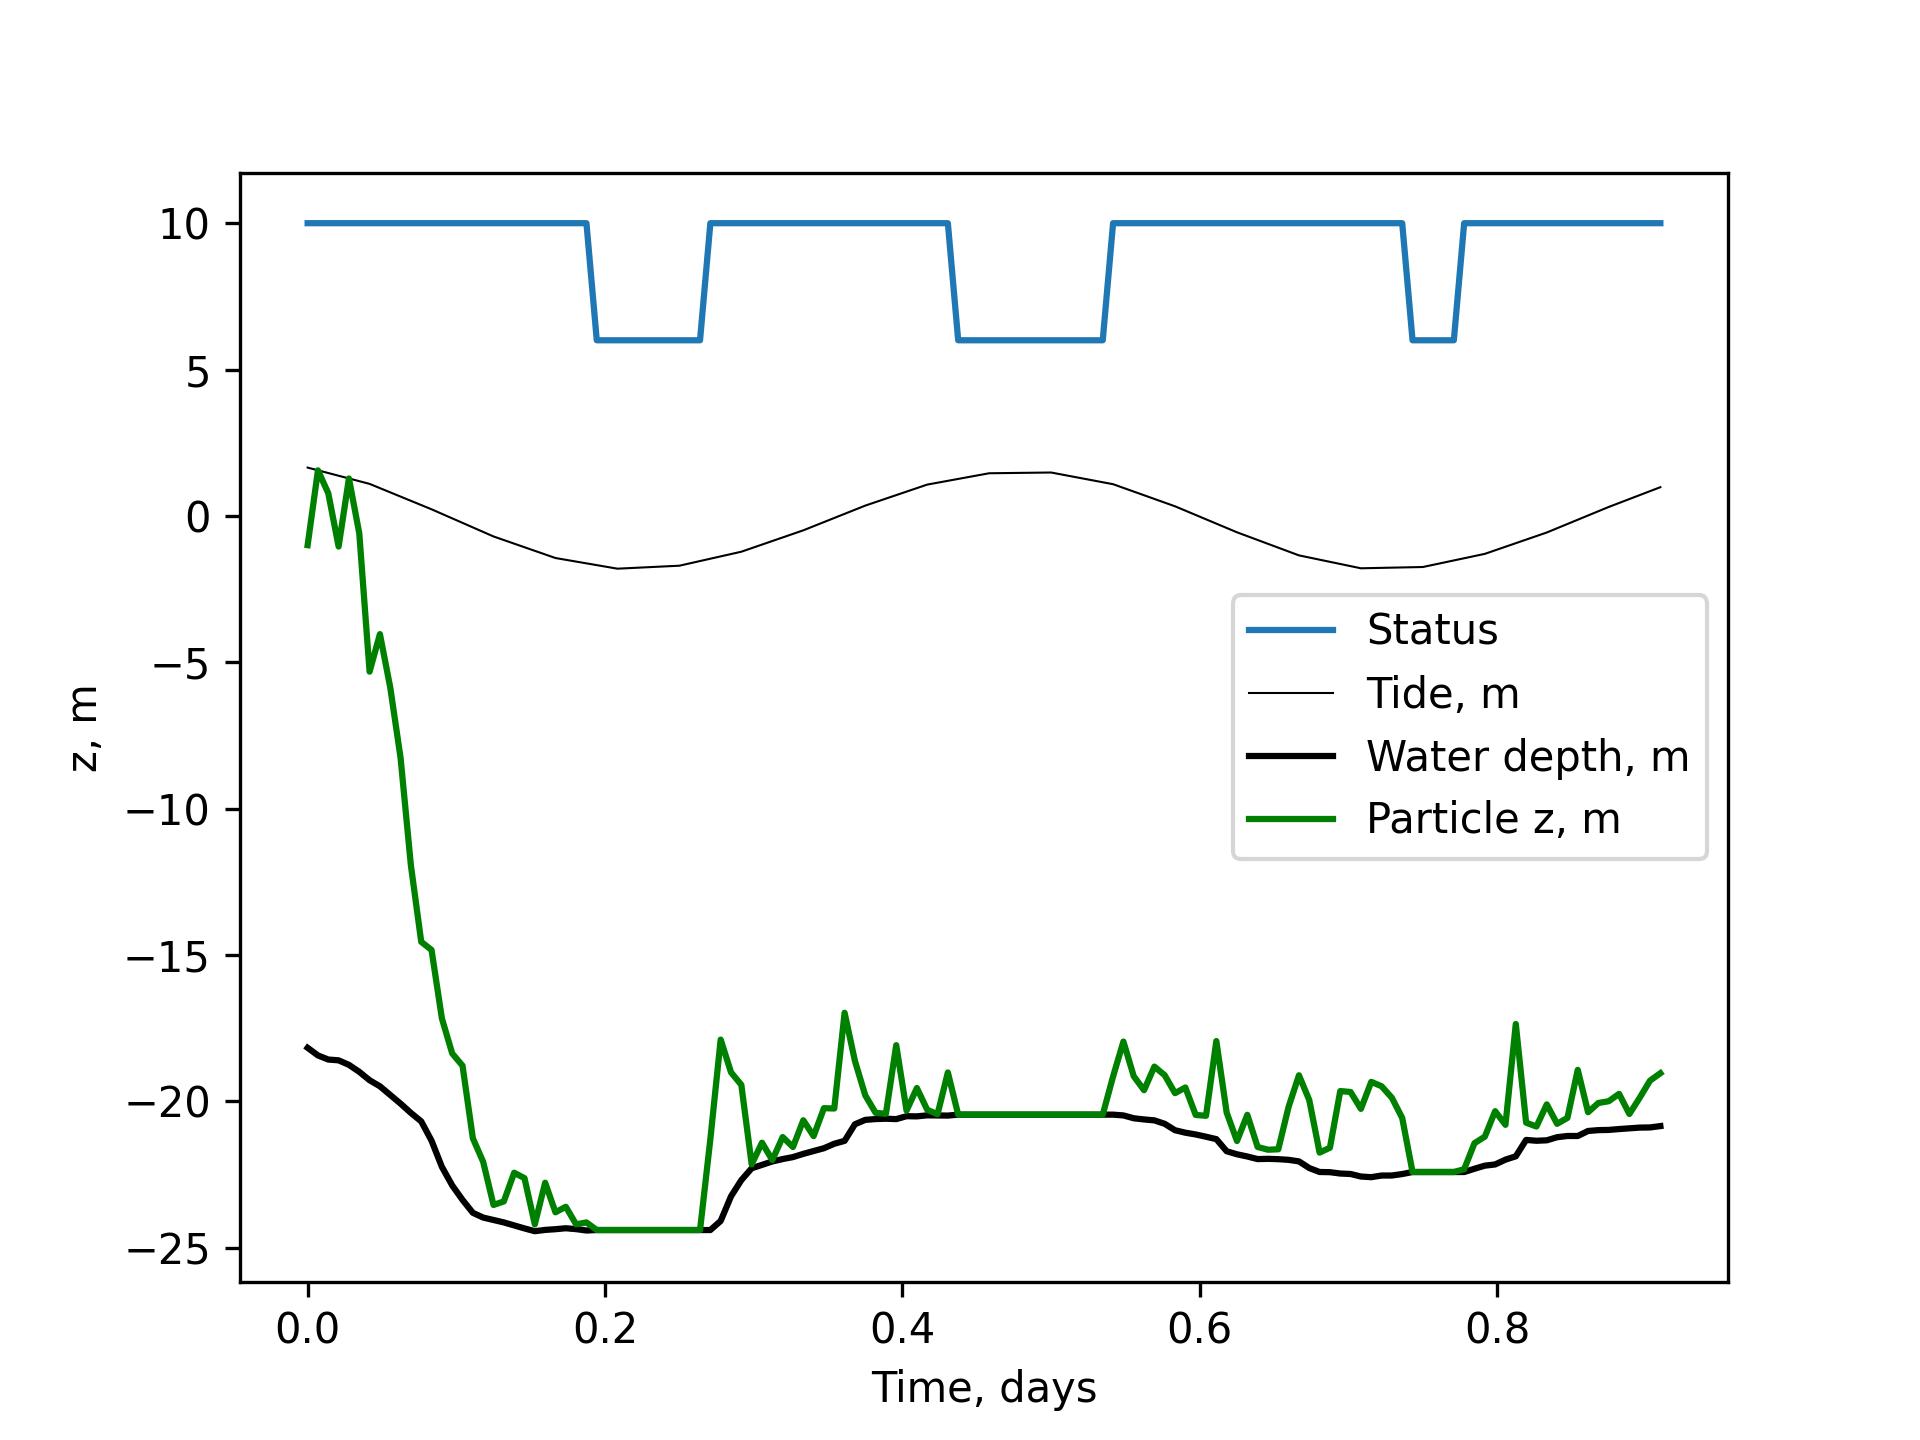 10
5
0
−5
−10
−15
−20
−25
z, m
Status
Tide, m
Water depth, m
Particle z, m
0.0 0.2 0.4 0.6 0.8
Time, days